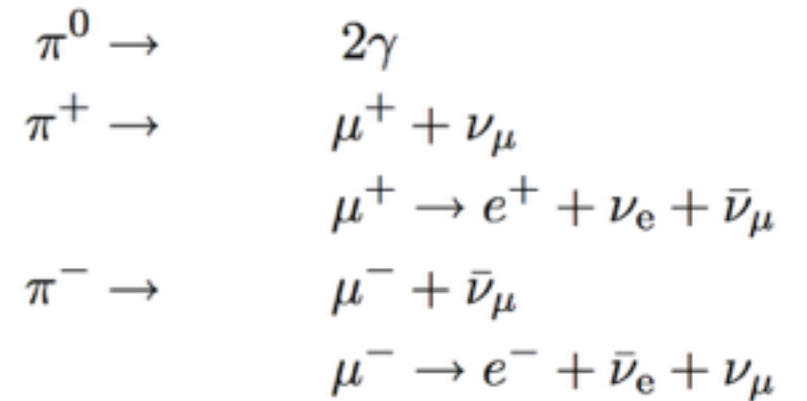 π⁰ → 2γ
π⁺ → μ⁺ + ν_μ
μ⁺ → e⁺ + ν_e + ν̄_μ
π⁻ → μ⁻ + ν̄_μ
μ⁻ → e⁻ + ν̄_e + ν_μ